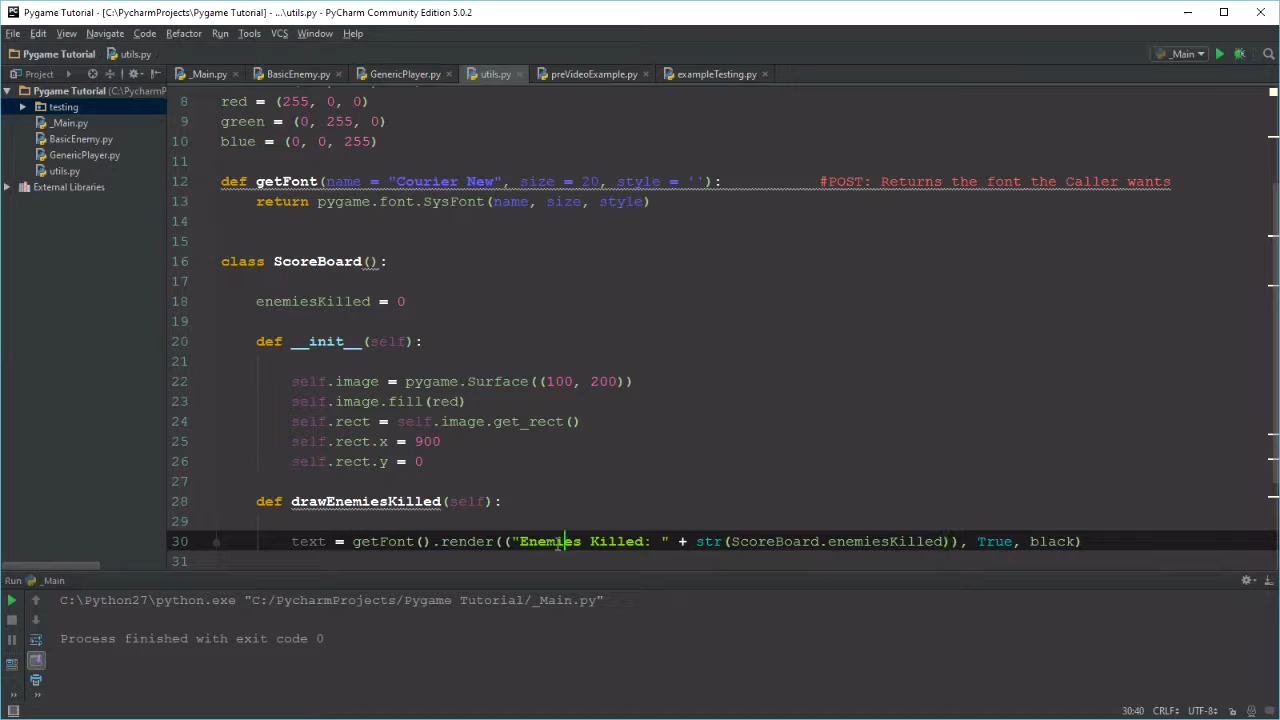 Pygame Tutorial - [C:\PycharmProjects\Pygame Tutorial] - ...\utils.py - PyCharm Community Edition 5.0.2
File Edit View Navigate Code Refactor Run Tools VCS Window Help
Pygame Tutorial utils.py _Main
Project _Main.py BasicEnemy.py GenericPlayer.py utils.py preVideoExample.py exampleTesting.py
Pygame Tutorial (C:\PycharmP
testing
_Main.py
BasicEnemy.py
GenericPlayer.py
utils.py
External Libraries
8 red = (255, 0, 0)
9 green = (0, 255, 0)
10 blue = (0, 0, 255)
11
12 def getFont(name = "Courier New", size = 20, style = ''): #POST: Returns the font the Caller wants
13 return pygame.font.SysFont(name, size, style)
14
15
16 class ScoreBoard():
17
18 enemiesKilled = 0
19
20 def __init__(self):
21
22 self.image = pygame.Surface((100, 200))
23 self.image.fill(red)
24 self.rect = self.image.get_rect()
25 self.rect.x = 900
26 self.rect.y = 0
27
28 def drawEnemiesKilled(self):
29
30 text = getFont().render(("Enemies Killed: " + str(ScoreBoard.enemiesKilled)), True, black)
31
Run _Main
C:\Python27\python.exe "C:/PycharmProjects/Pygame Tutorial/_Main.py"
Process finished with exit code 0
30:40 CRLF UTF-8